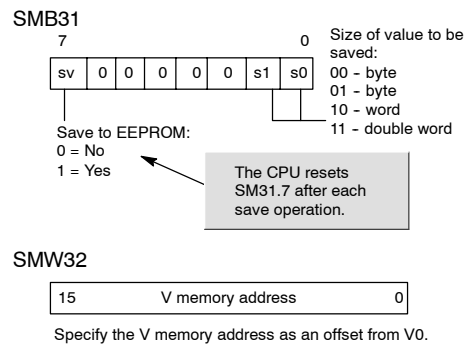 SMB31
7 0
sv 0 0 0 0 0 s1 s0
Size of value to be
saved:
00 - byte
01 - byte
10 - word
11 - double word
Save to EEPROM:
0 = No
1 = Yes
The CPU resets
SM31.7 after each
save operation.
SMW32
15 V memory address 0
Specify the V memory address as an offset from V0.